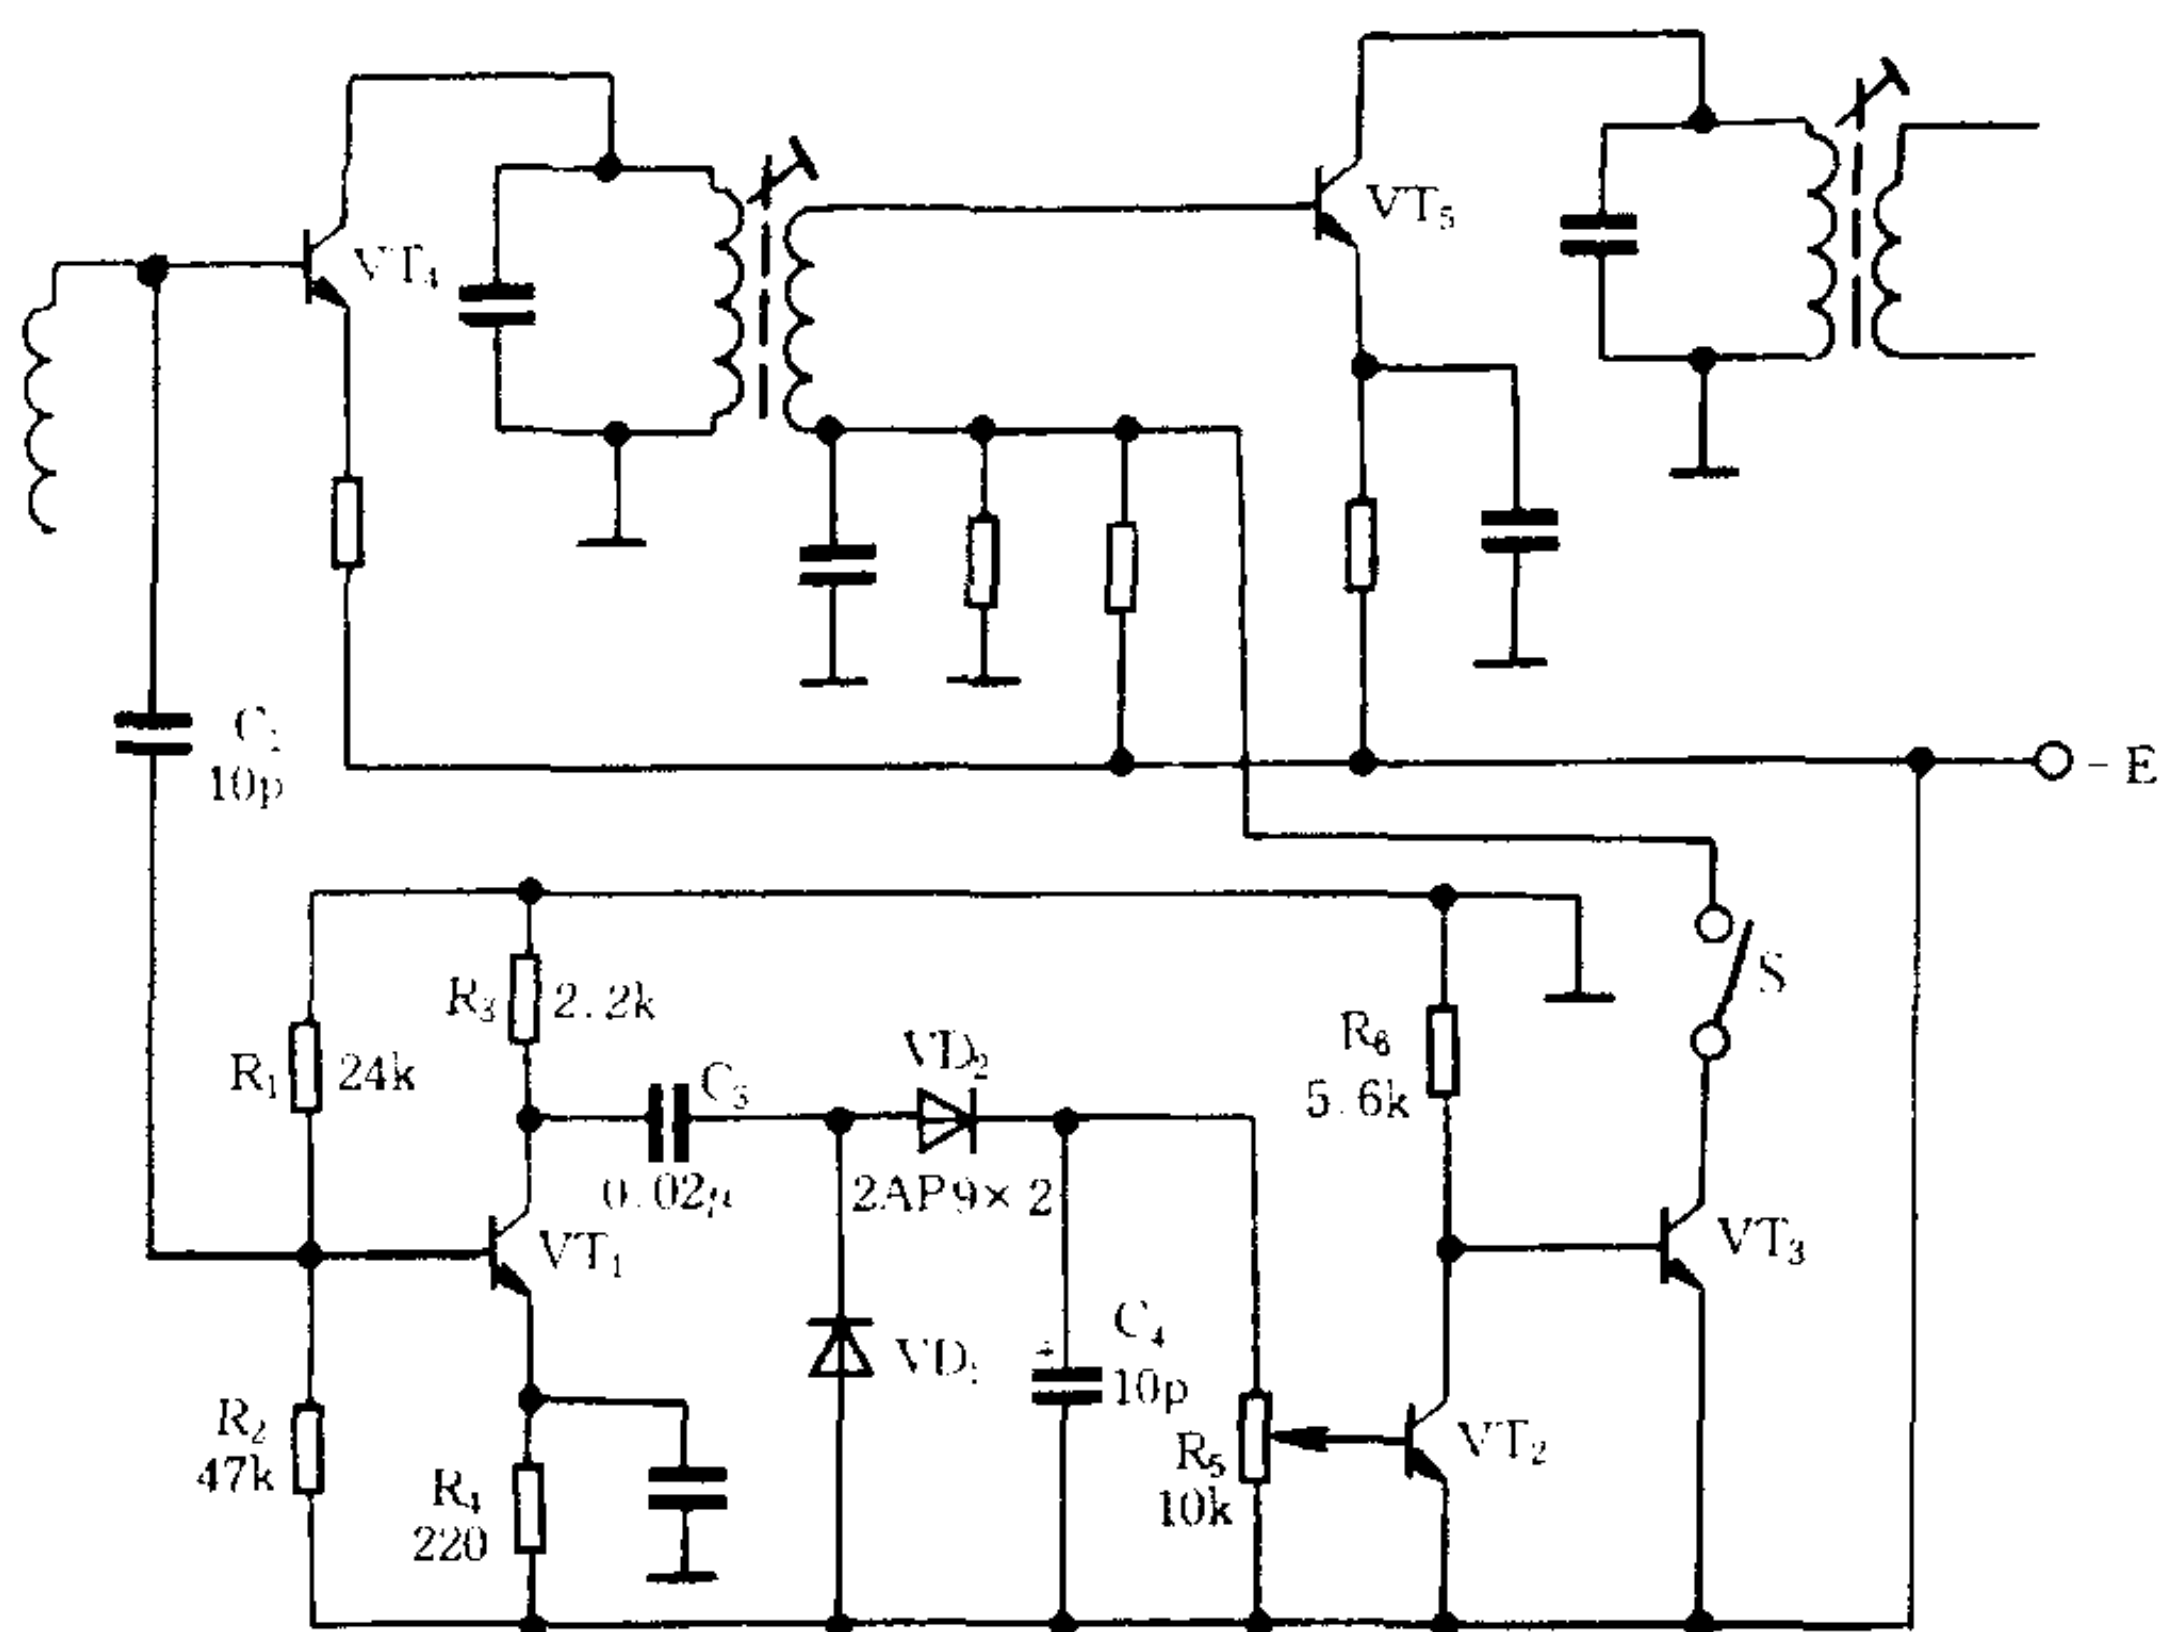 VT₄
VT₅
C₁
10p
- E
R₃ 2.2k
S
R₁ 24k
VD₂
C₃
R₆
5.6k
0.02μ
2AP9×2
VT₁
VT₃
C₄
VD₁
10p
R₂
47k
R₄
220
R₅
10k
VT₂